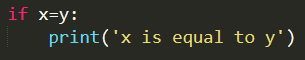 if x=y:
    print('x is equal to y')